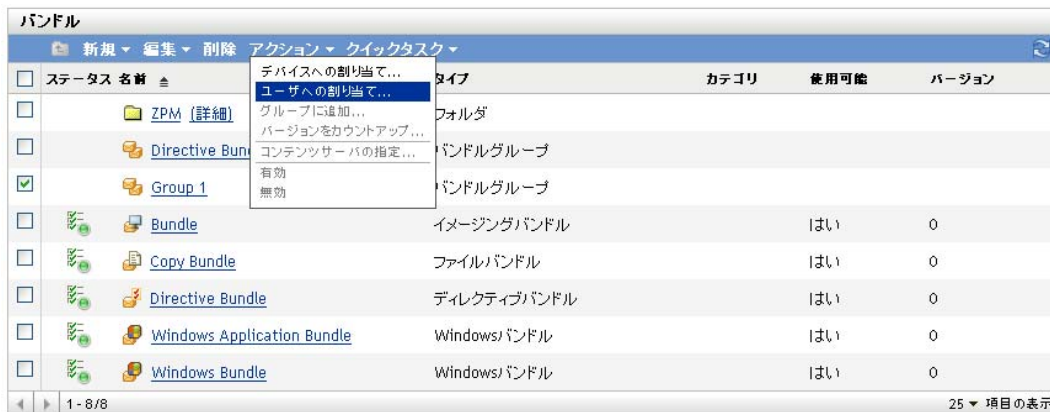 バンドル
新規 編集 削除 アクション クイックタスク
ステータス 名前 タイプ カテゴリ 使用可能 バージョン
デバイスへの割り当て...
ユーザへの割り当て...
グループに追加...
バージョンをカウントアップ...
コンテンツサーバの指定...
有効
無効
ZPM (詳細) フォルダ
Directive Bun バンドルグループ
Group 1 バンドルグループ
Bundle イメージングバンドル はい 0
Copy Bundle ファイルバンドル はい 0
Directive Bundle ディレクティブバンドル はい 0
Windows Application Bundle Windowsバンドル はい 0
Windows Bundle Windowsバンドル はい 0
1 - 8/8 25 項目の表示